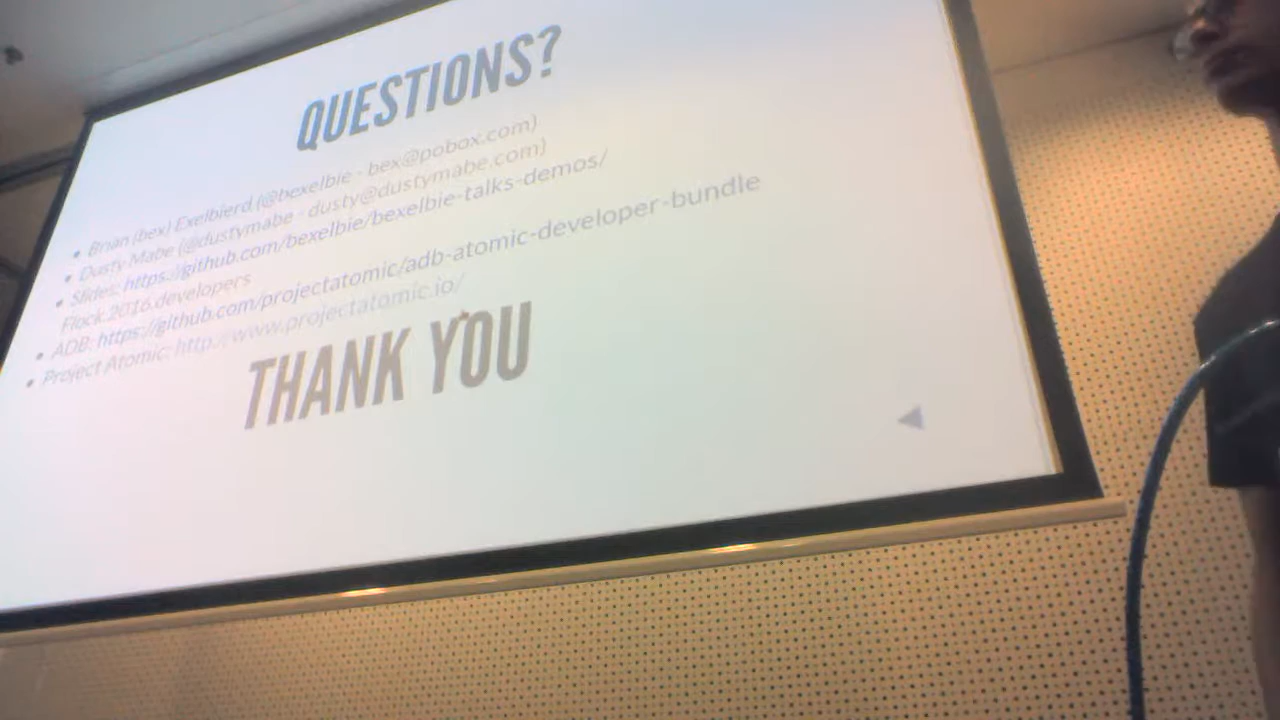 QUESTIONS?
• Brian (bex) Exelbierd (@bexelbie - bex@pobox.com)
• Dusty Mabe (@dustymabe - dusty@dustymabe.com)
• Slides: https://github.com/bexelbie/bexelbie-talks-demos/
Flock.2016.developers
• ADB: https://github.com/projectatomic/adb-atomic-developer-bundle
• Project Atomic: http://www.projectatomic.io/
THANK YOU